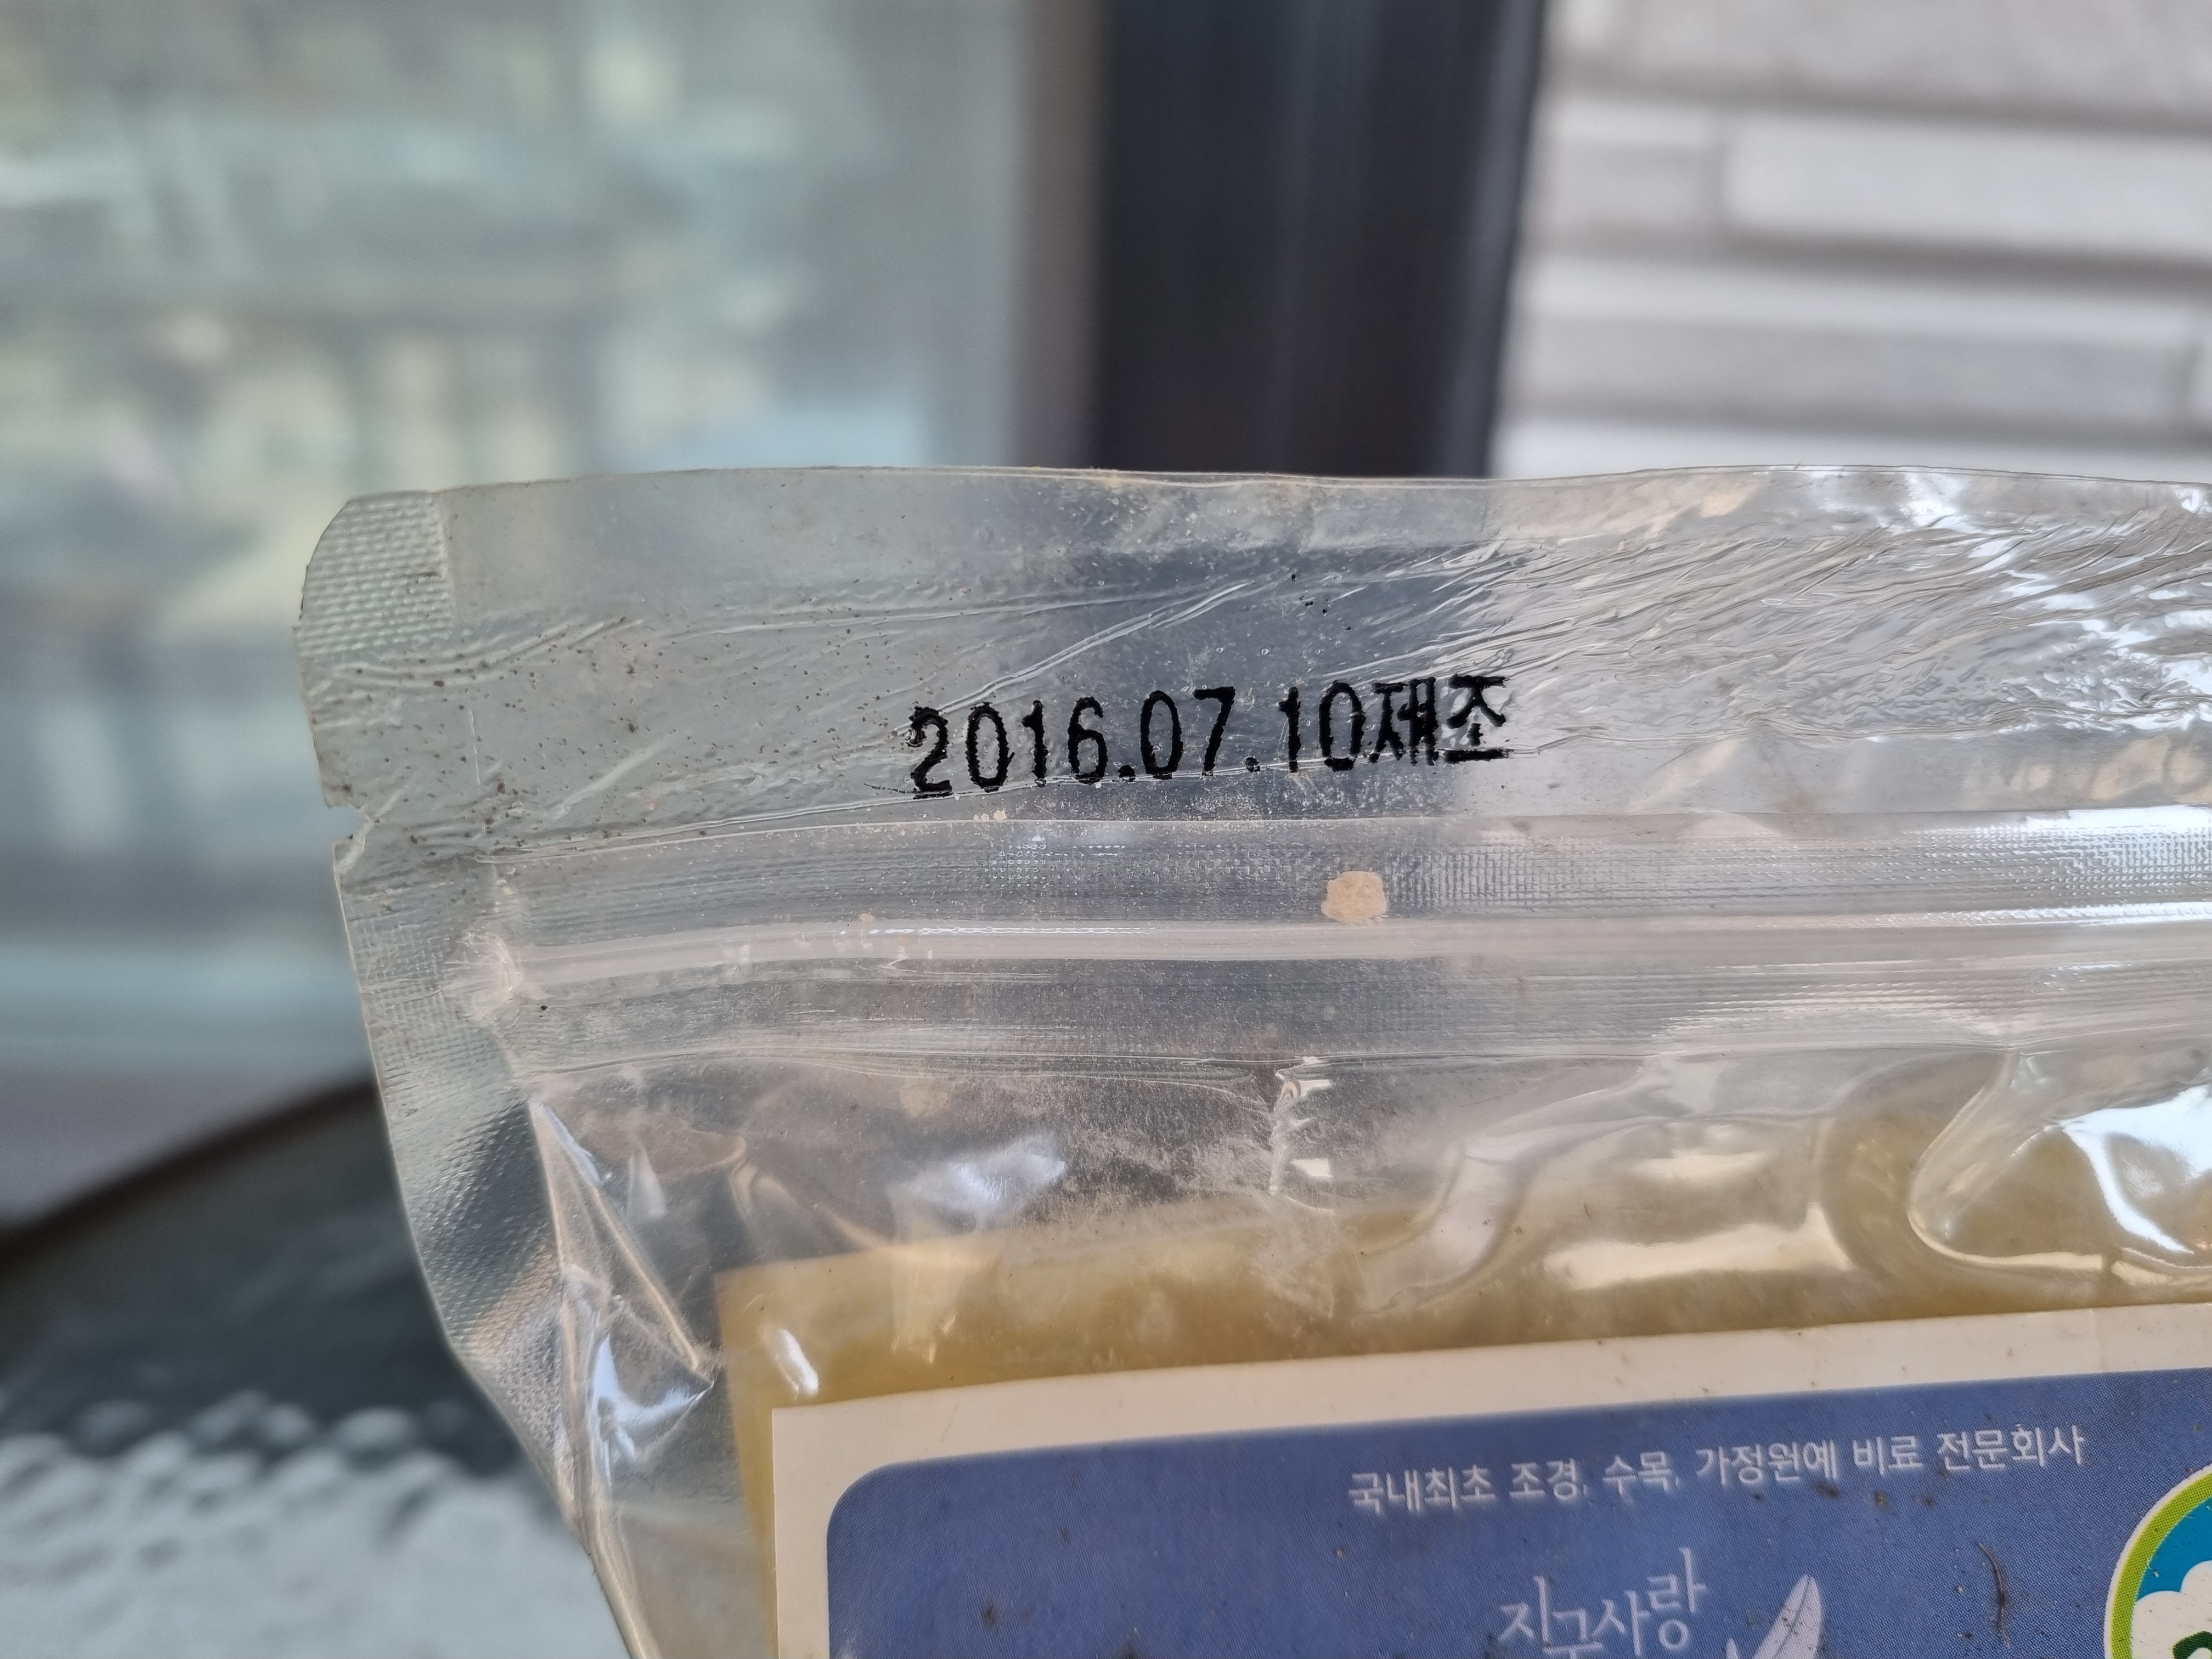 2016.07.10제조
국내최초 조경, 수목, 가정원예 비료 전문회사
지구사랑